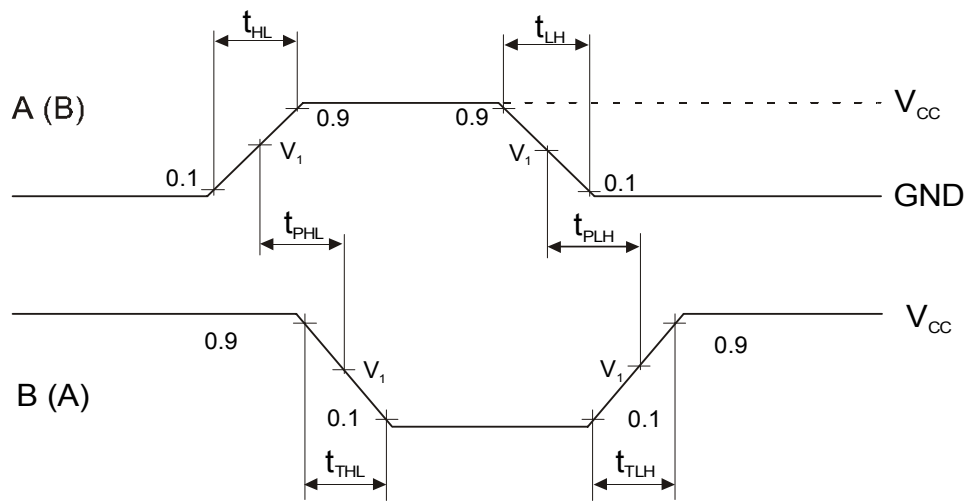 tHL tLH
A (B) 0.9 0.9 VCC
V1 V1
0.1 0.1 GND
tPHL tPLH
VCC
0.9 0.9
V1 V1
B (A) 0.1 0.1
tTHL tTLH